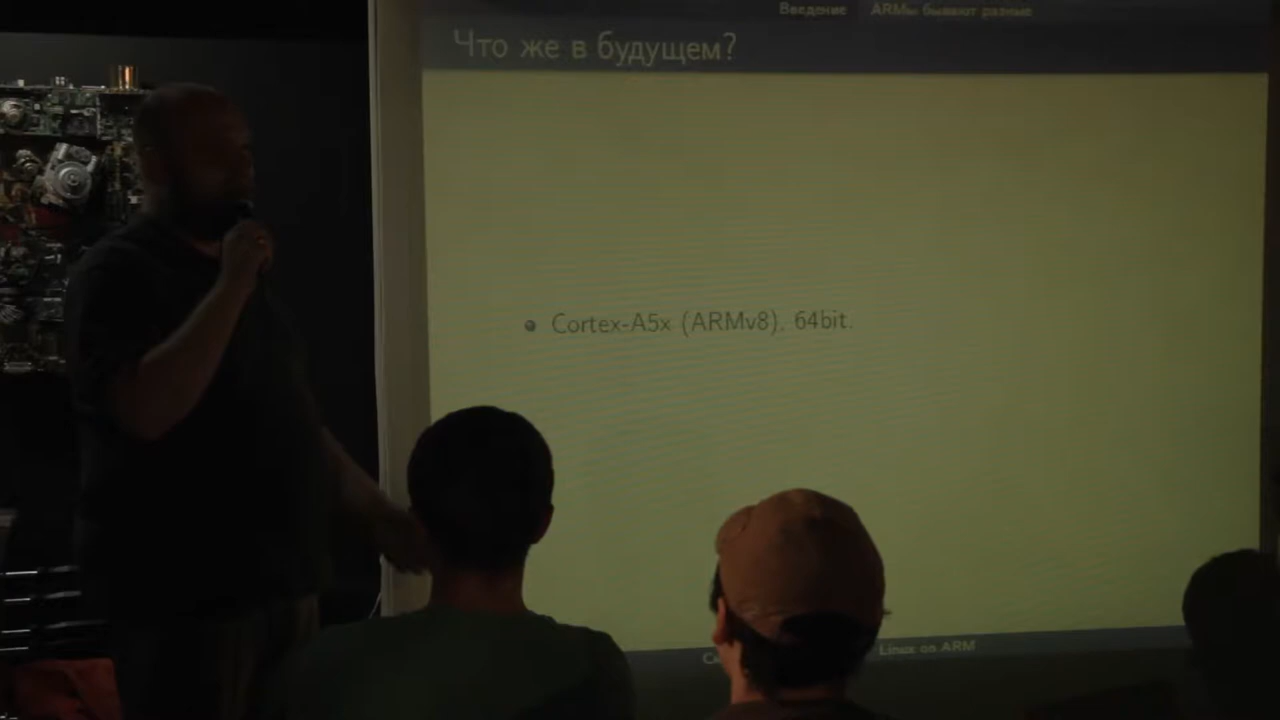 Введение ARMы бывают разные
Что же в будущем?
Cortex-A5x (ARMv8). 64bit.
Linux on ARM